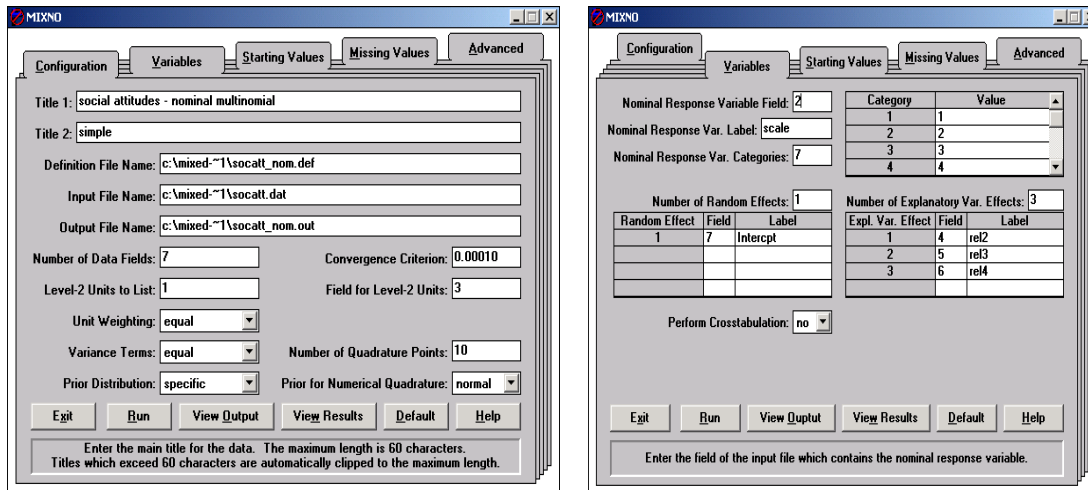 MIXNO
Configuration Variables Starting Values Missing Values Advanced
Title 1: social attitudes - nominal multinomial
Title 2: simple
Definition File Name: c:\mixed-~1\socatt_nom.def
Input File Name: c:\mixed-~1\socatt.dat
Output File Name: c:\mixed-~1\socatt_nom.out
Number of Data Fields: 7 Convergence Criterion: 0.00010
Level-2 Units to List: 1 Field for Level-2 Units: 3
Unit Weighting: equal
Variance Terms: equal Number of Quadrature Points: 10
Prior Distribution: specific Prior for Numerical Quadrature: normal
Exit Run View Output View Results Default Help
Enter the main title for the data. The maximum length is 60 characters.
Titles which exceed 60 characters are automatically clipped to the maximum length.
MIXNO
Configuration Variables Starting Values Missing Values Advanced
Nominal Response Variable Field: 2
Nominal Response Var. Label: scale
Nominal Response Var. Categories: 7
Category Value
1 1
2 2
3 3
4 4
Number of Random Effects: 1
Random Effect Field Label
1 7 Intercpt
Number of Explanatory Var. Effects: 3
Expl. Var. Effect Field Label
1 4 rel2
2 5 rel3
3 6 rel4
Perform Crosstabulation: no
Exit Run View Ouptut View Results Default Help
Enter the field of the input file which contains the nominal response variable.